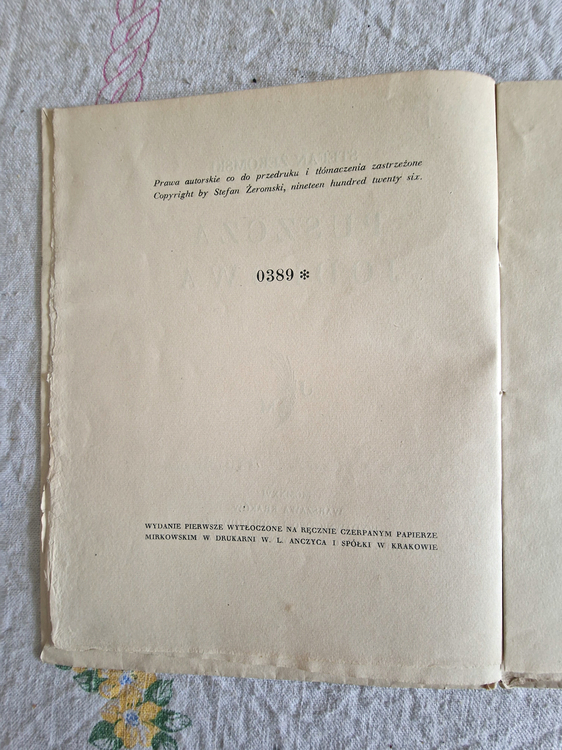 Prawa autorskie co do przedruku i tłómaczenia zastrzeżone
Copyright by Stefan Żeromski, nineteen hundred twenty six.
0389 *
WYDANIE PIERWSZE WYTŁOCZONE NA RĘCZNIE CZERPANYM PAPIERZE
MIRKOWSKIM W DRUKARNI W. L. ANCZYCA I SPÓŁKI W KRAKOWIE